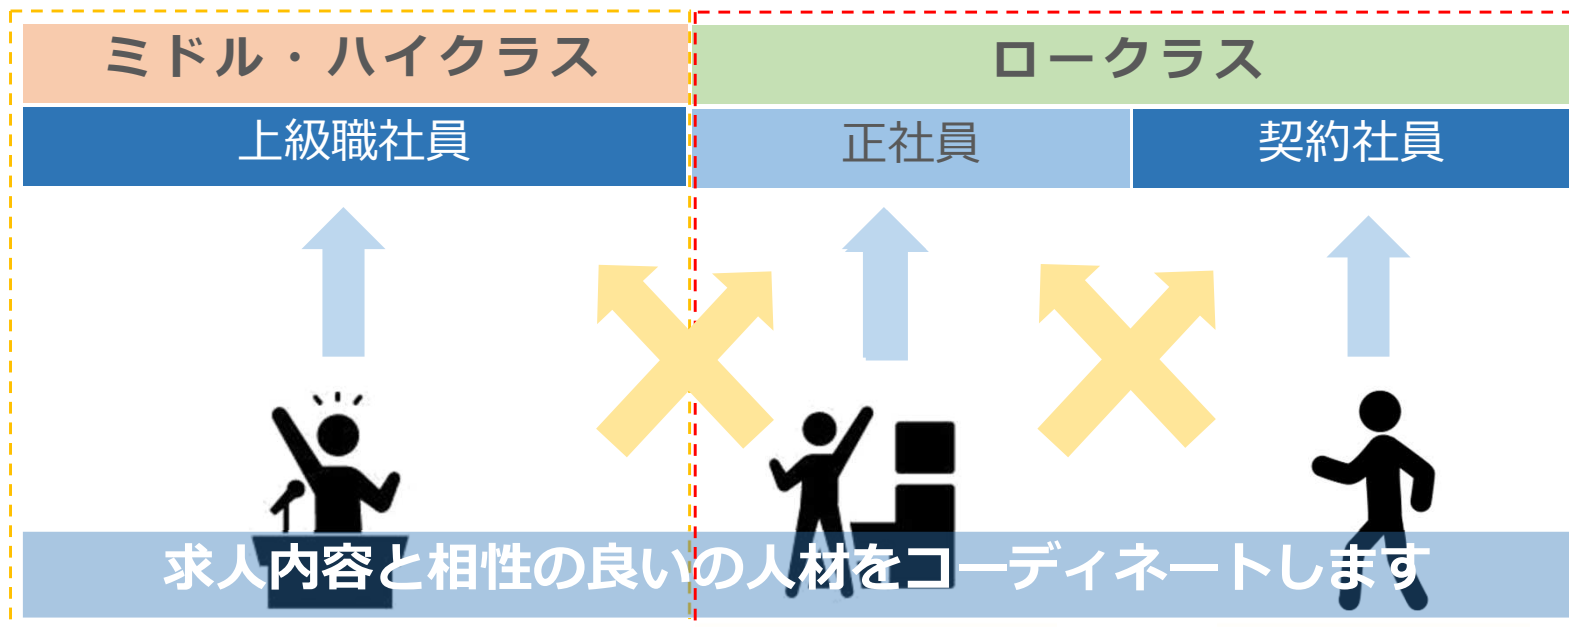 ミドル・ハイクラス
ロークラス
上級職社員
正社員
契約社員
求人内容と相性の良いの人材をコーディネートします